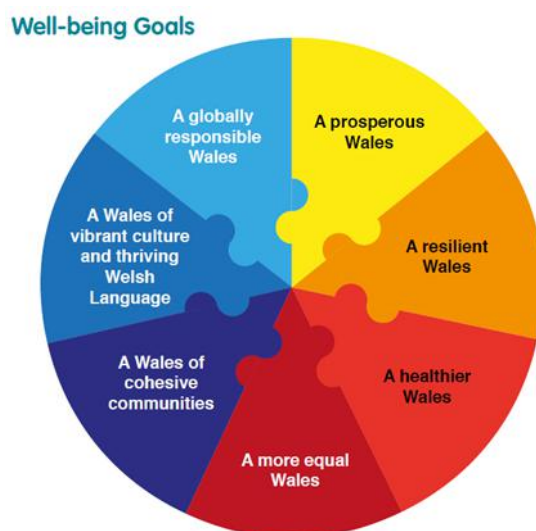 Well-being Goals
A prosperous
Wales
A resilient
Wales
A healthier
Wales
A more equal
Wales
A Wales of
cohesive
communities
A Wales of
vibrant culture
and thriving
Welsh
Language
A globally
responsible
Wales